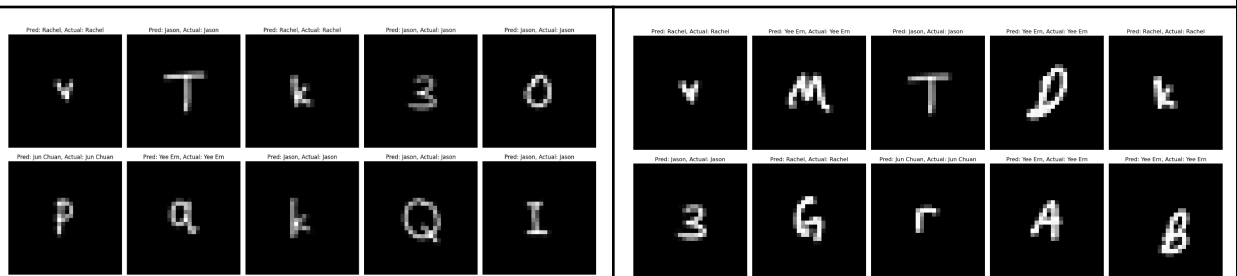 Pred: Rachel, Actual: Rachel Pred: Jason, Actual: Jason Pred: Rachel, Actual: Rachel Pred: Jason, Actual: Jason Pred: Jason, Actual: Jason
v T k 3 O
Pred: Jun Chuan, Actual: Jun Chuan Pred: Yee Ern, Actual: Yee Ern Pred: Jason, Actual: Jason Pred: Jason, Actual: Jason Pred: Jason, Actual: Jason
p q k Q I
Pred: Rachel, Actual: Rachel Pred: Yee Ern, Actual: Yee Ern Pred: Jason, Actual: Jason Pred: Yee Ern, Actual: Yee Ern Pred: Rachel, Actual: Rachel
v M T D k
Pred: Jason, Actual: Jason Pred: Rachel, Actual: Rachel Pred: Jun Chuan, Actual: Jun Chuan Pred: Yee Ern, Actual: Yee Ern Pred: Yee Ern, Actual: Yee Ern
3 G r A B